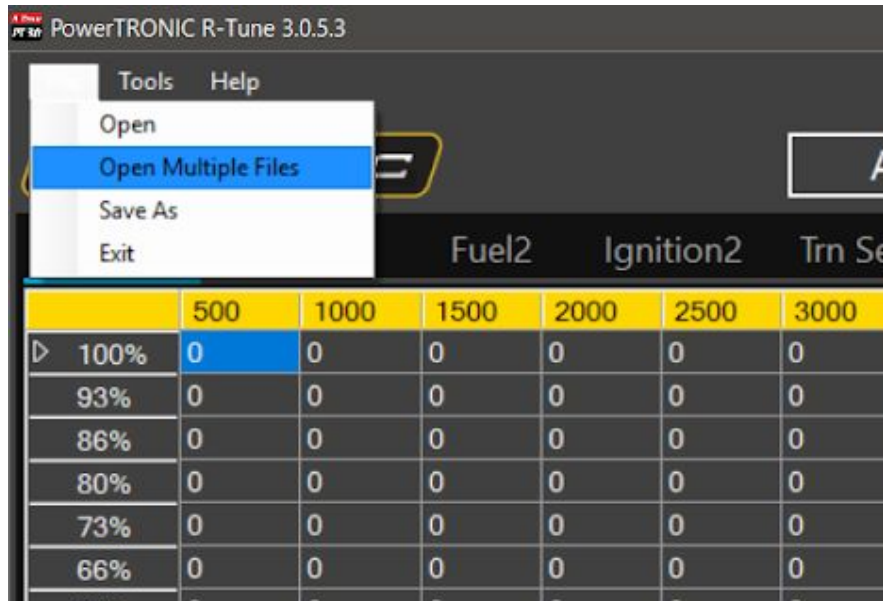 PowerTRONIC R-Tune 3.0.5.3
Tools Help
Open
Open Multiple Files
Save As
Exit
Fuel2 Ignition2 Trn Se
500 1000 1500 2000 2500 3000
100% 0 0 0 0 0 0
93% 0 0 0 0 0 0
86% 0 0 0 0 0 0
80% 0 0 0 0 0 0
73% 0 0 0 0 0 0
66% 0 0 0 0 0 0